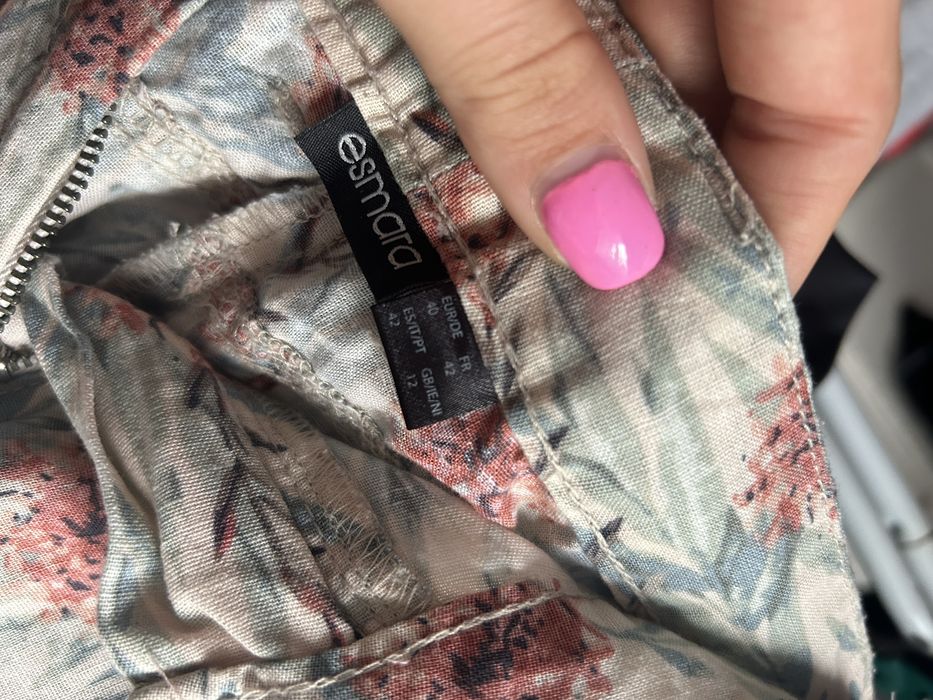 esmara
EUR/DE FR
40 42
ES/IT/PT GB/IE/NI
42 12